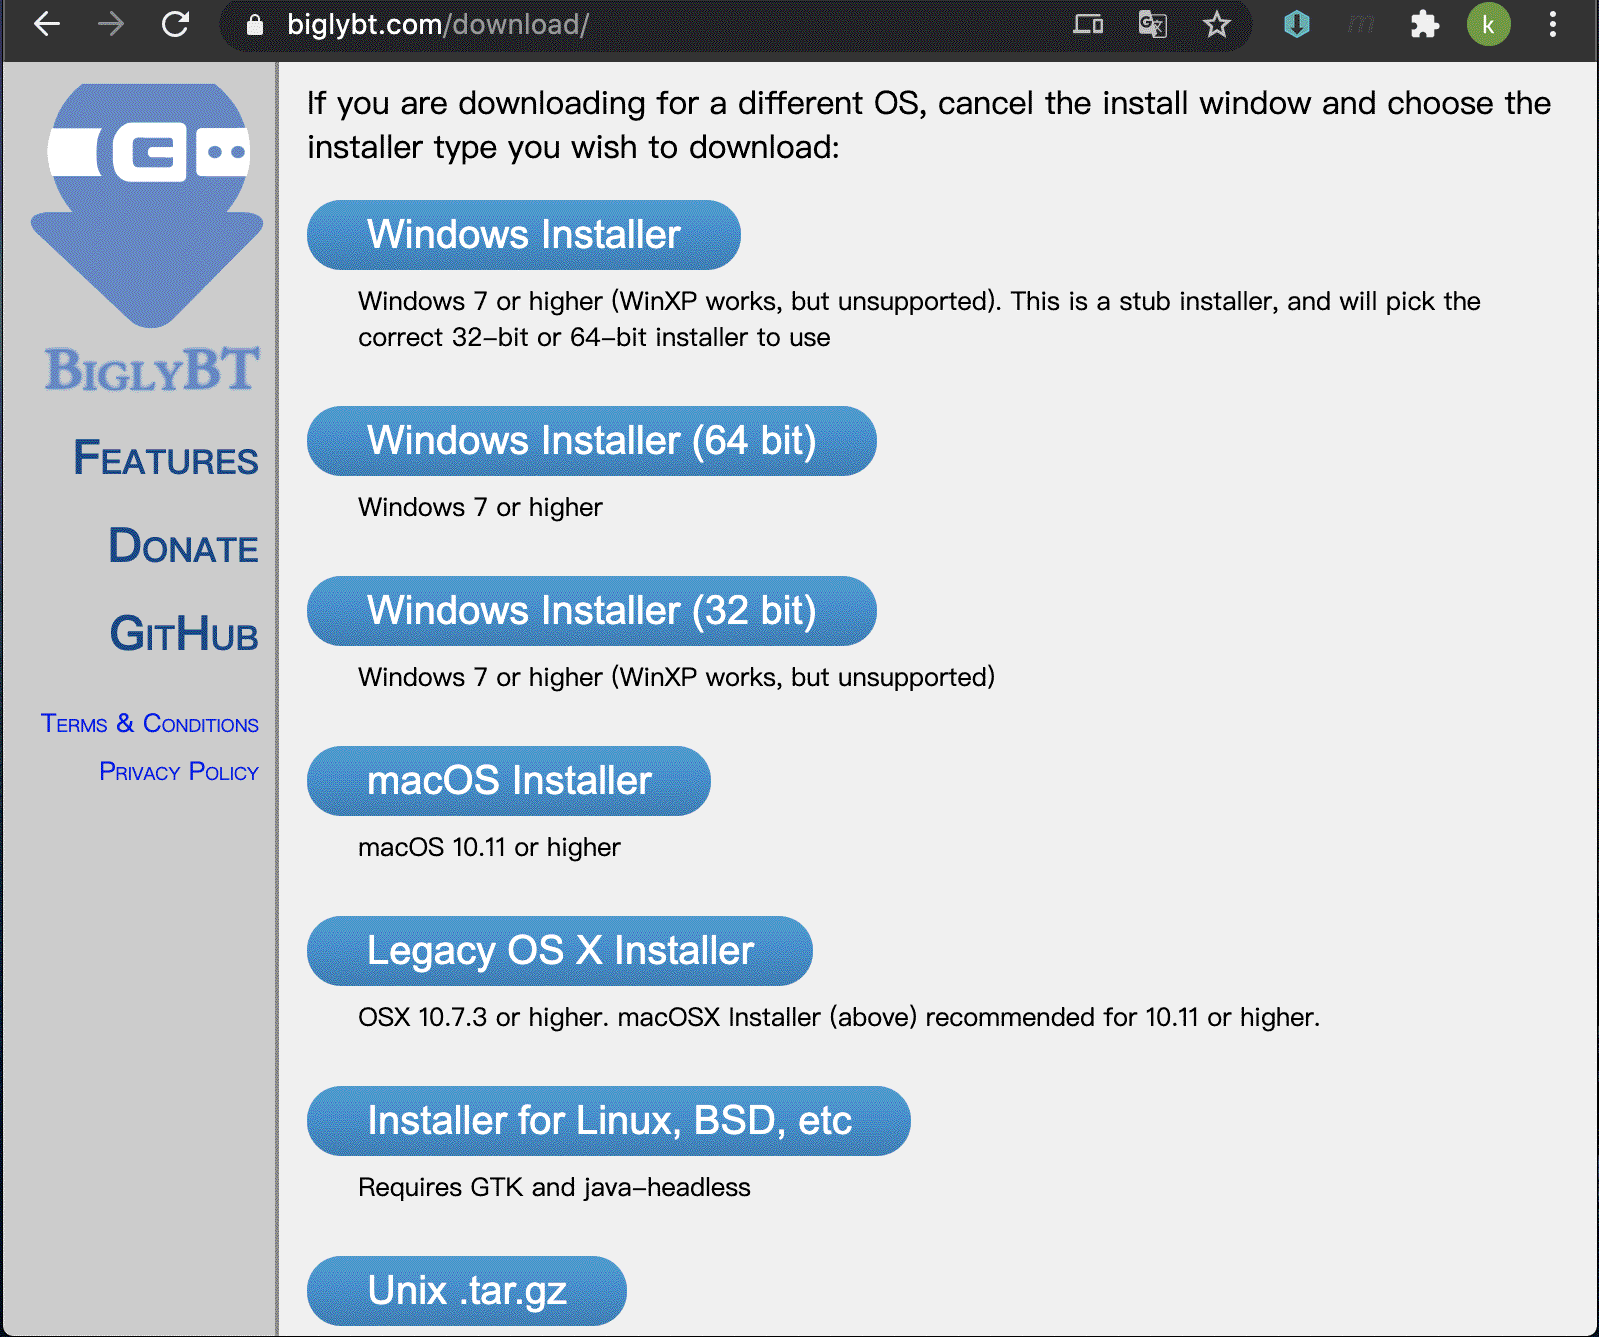 biglybt.com/download/
k
If you are downloading for a different OS, cancel the install window and choose the
installer type you wish to download:
Windows Installer
Windows 7 or higher (WinXP works, but unsupported). This is a stub installer, and will pick the
correct 32-bit or 64-bit installer to use
BIGLYBT
Windows Installer (64 bit)
FEATURES
Windows 7 or higher
DONATE
Windows Installer (32 bit)
GITHUB
Windows 7 or higher (WinXP works, but unsupported)
TERMS & CONDITIONS
PRIVACY POLICY
macOS Installer
macOS 10.11 or higher
Legacy OS X Installer
OSX 10.7.3 or higher. macOSX Installer (above) recommended for 10.11 or higher.
Installer for Linux, BSD, etc
Requires GTK and java-headless
Unix .tar.gz